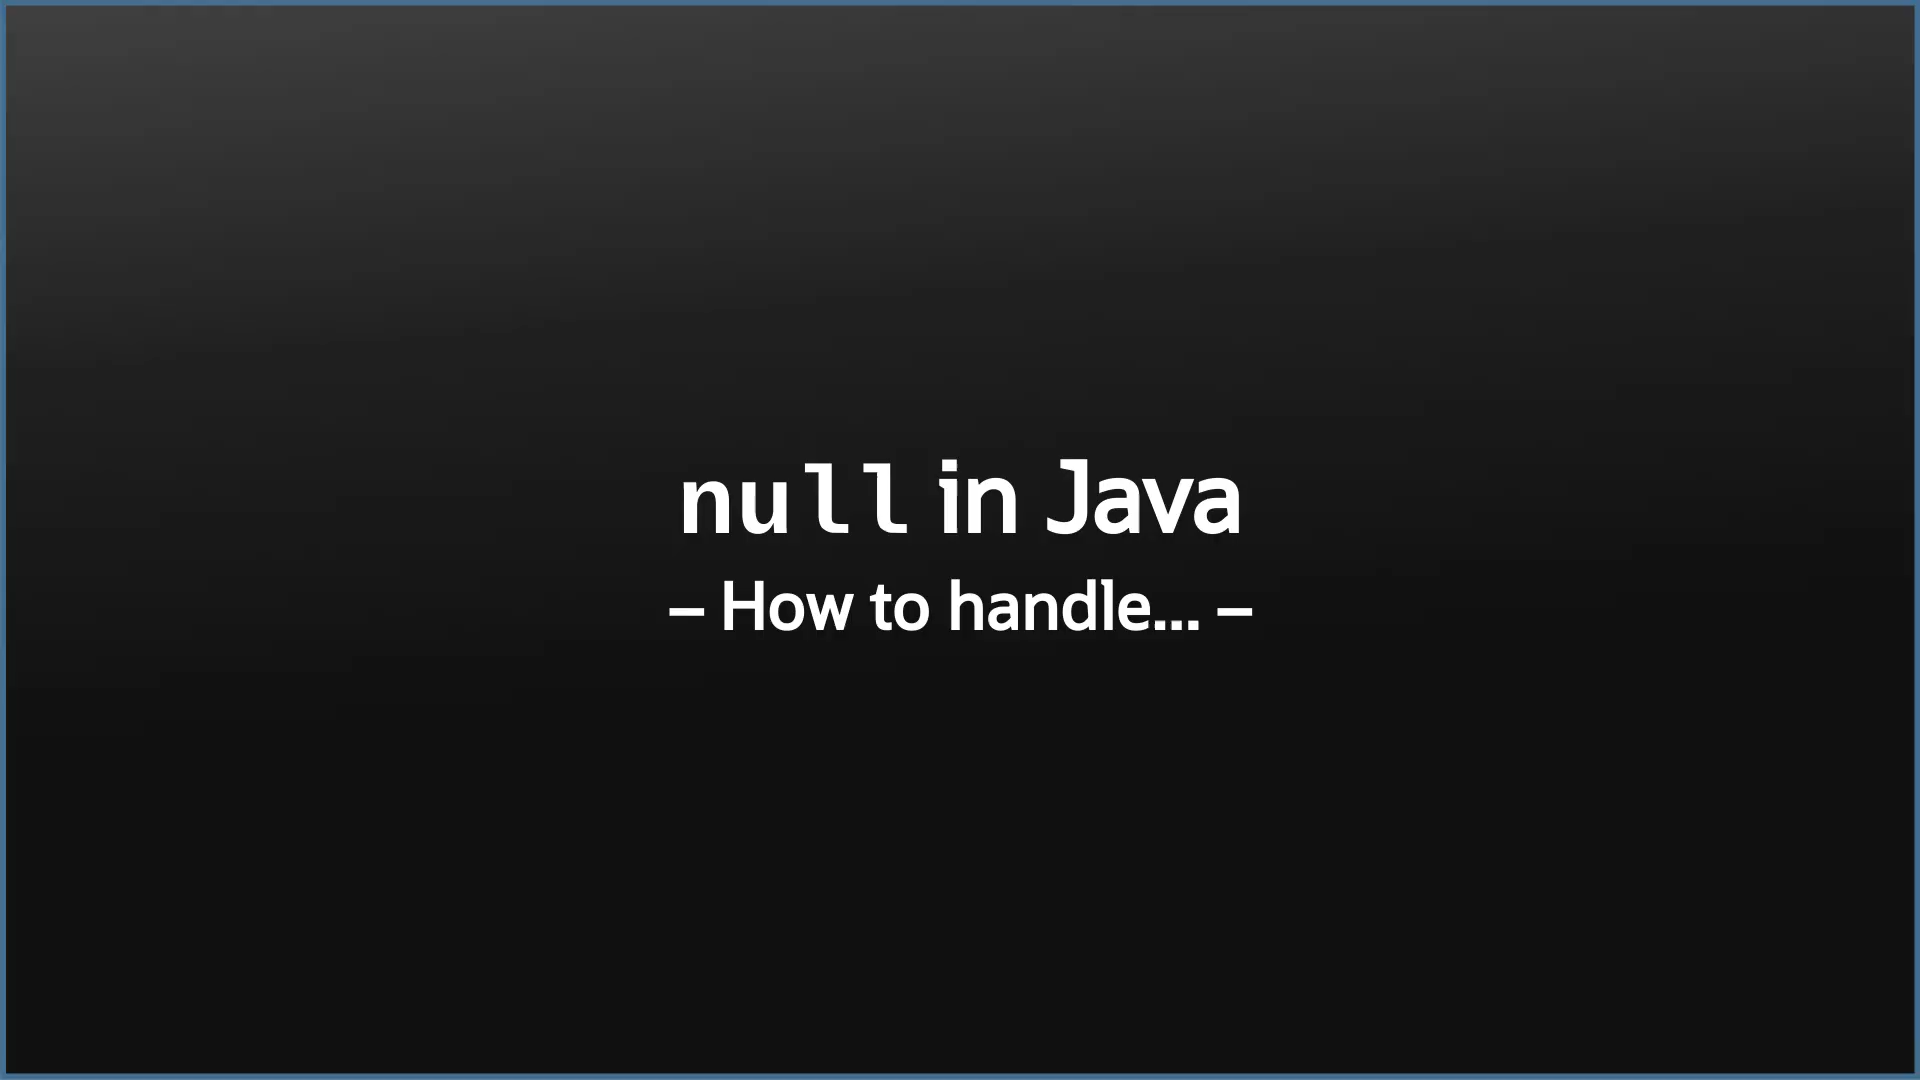 null in Java
– How to handle... –